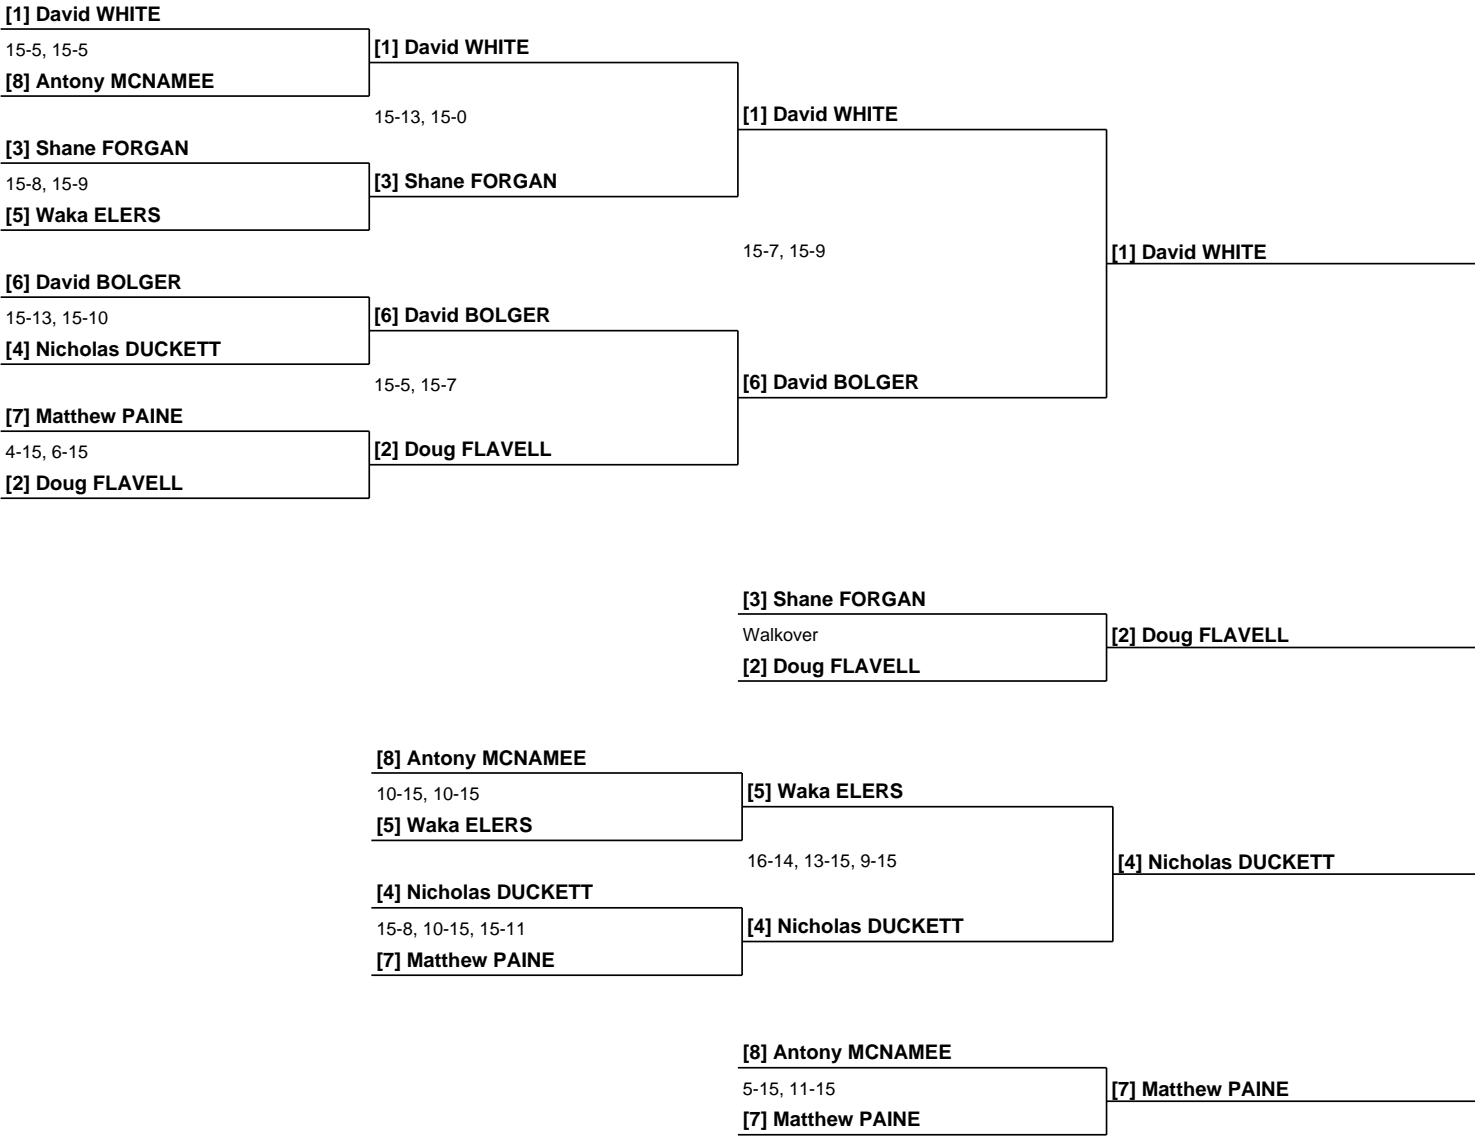 [1] David WHITE
15-5, 15-5
[8] Antony MCNAMEE
[3] Shane FORGAN
15-8, 15-9
[5] Waka ELERS
[6] David BOLGER
15-13, 15-10
[4] Nicholas DUCKETT
[7] Matthew PAINE
4-15, 6-15
[2] Doug FLAVELL
[1] David WHITE
15-13, 15-0
[3] Shane FORGAN
[6] David BOLGER
15-5, 15-7
[2] Doug FLAVELL
[1] David WHITE
15-7, 15-9
[6] David BOLGER
[1] David WHITE
[3] Shane FORGAN
Walkover
[2] Doug FLAVELL
[2] Doug FLAVELL
[8] Antony MCNAMEE
10-15, 10-15
[5] Waka ELERS
[4] Nicholas DUCKETT
15-8, 10-15, 15-11
[7] Matthew PAINE
[5] Waka ELERS
16-14, 13-15, 9-15
[4] Nicholas DUCKETT
[4] Nicholas DUCKETT
[8] Antony MCNAMEE
5-15, 11-15
[7] Matthew PAINE
[7] Matthew PAINE